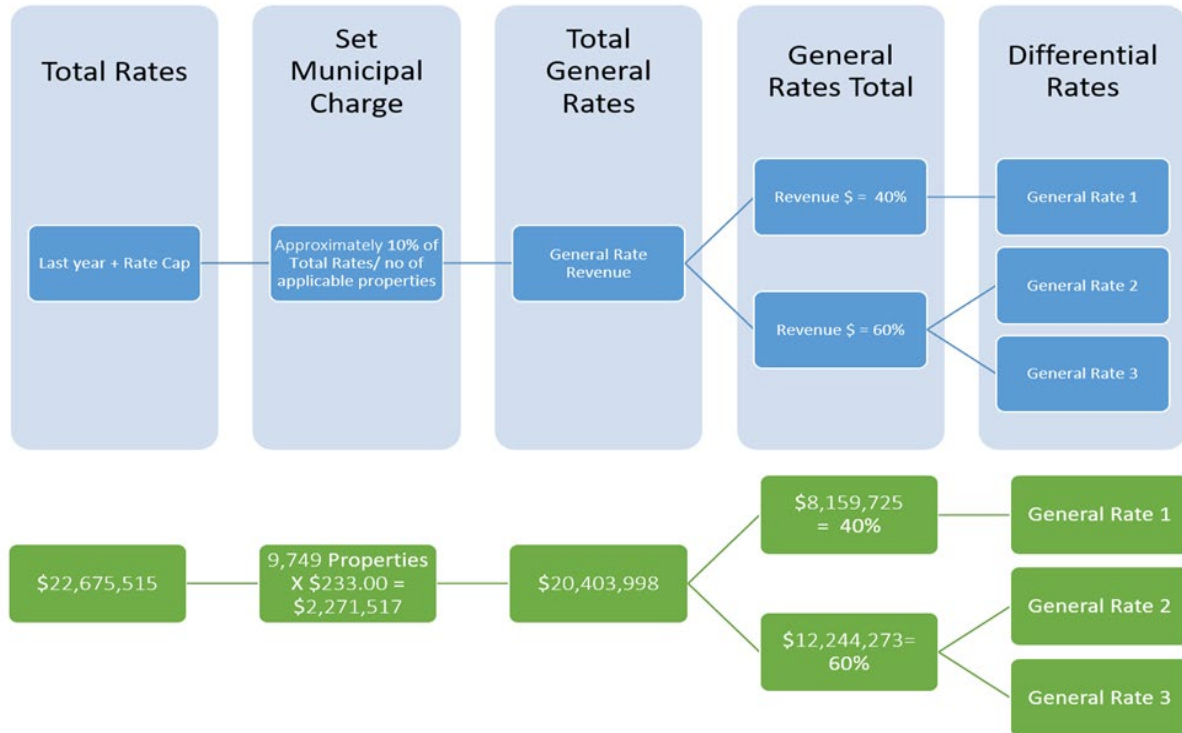 Total Rates
Set
Municipal
Charge
Total
General
Rates
General
Rates Total
Differential
Rates
Last year + Rate Cap
Approximately 10% of
Total Rates/ no of
applicable properties
General Rate
Revenue
Revenue $ = 40%
Revenue $ = 60%
General Rate 1
General Rate 2
General Rate 3
$22,675,515
9,749 Properties
X $233.00 =
$2,271,517
$20,403,998
$8,159,725
= 40%
$12,244,273=
60%
General Rate 1
General Rate 2
General Rate 3